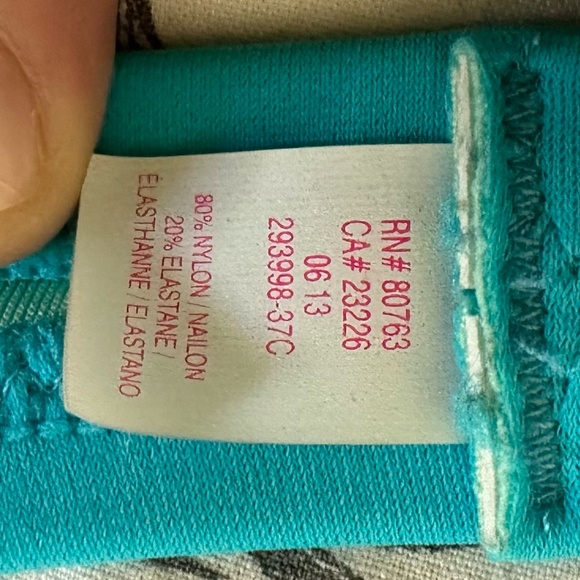 RN# 80763
CA# 23226
06 13
293998-37C
80% NYLON / NAILON
20% ELASTANE /
ÉLASTHANNE / ELASTANO